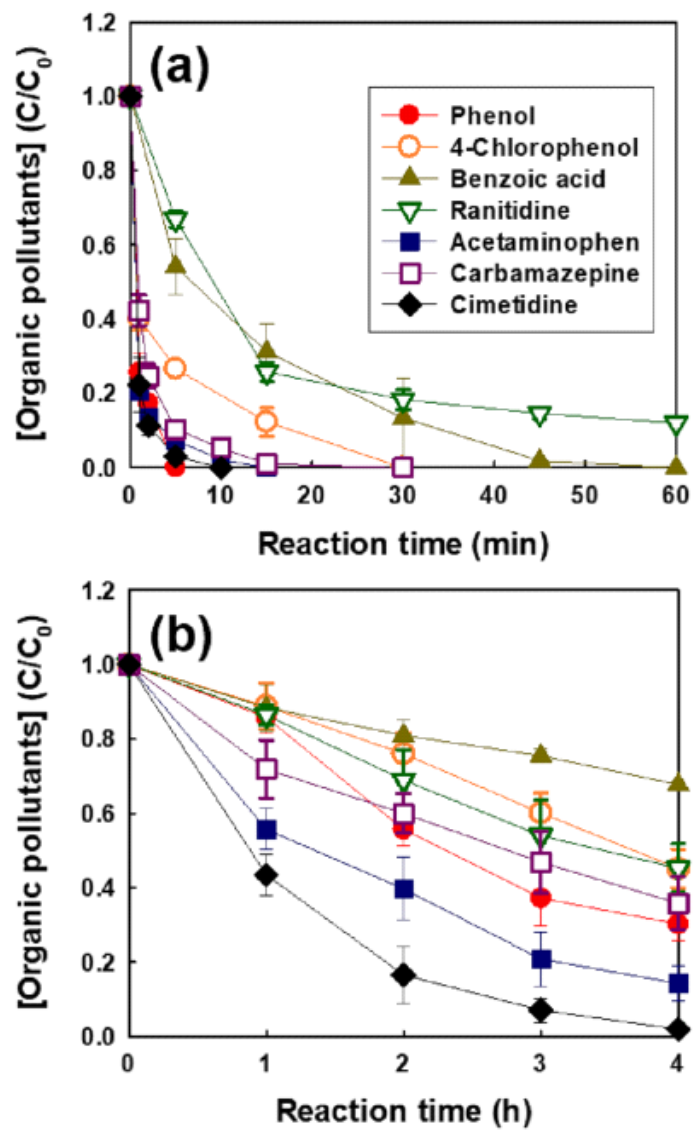 [Organic pollutants] (C/C₀)
1.2
1.0
0.8
0.6
0.4
0.2
0.0
(a)
Phenol
4-Chlorophenol
Benzoic acid
Ranitidine
Acetaminophen
Carbamazepine
Cimetidine
0 10 20 30 40 50 60
Reaction time (min)
[Organic pollutants] (C/C₀)
1.2
1.0
0.8
0.6
0.4
0.2
0.0
(b)
0 1 2 3 4
Reaction time (h)